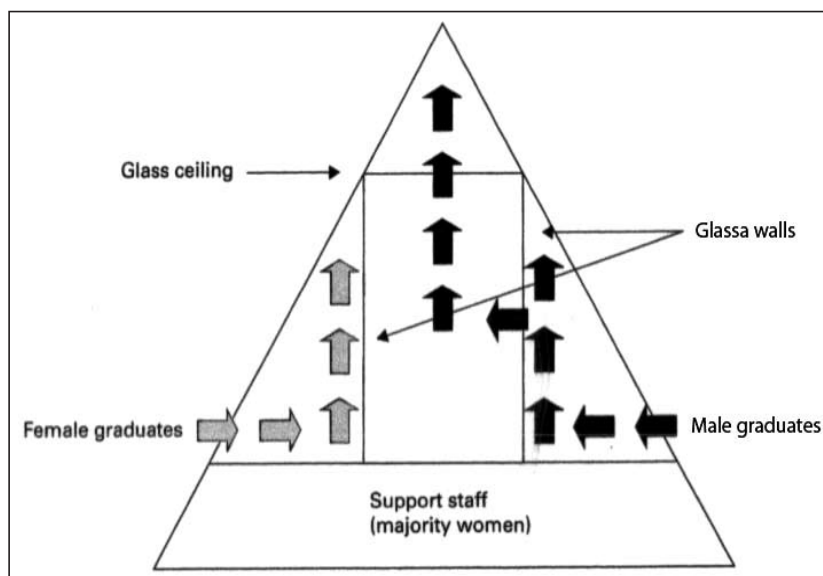 Glass ceiling
Glassa walls
Female graduates
Male graduates
Support staff
(majority women)